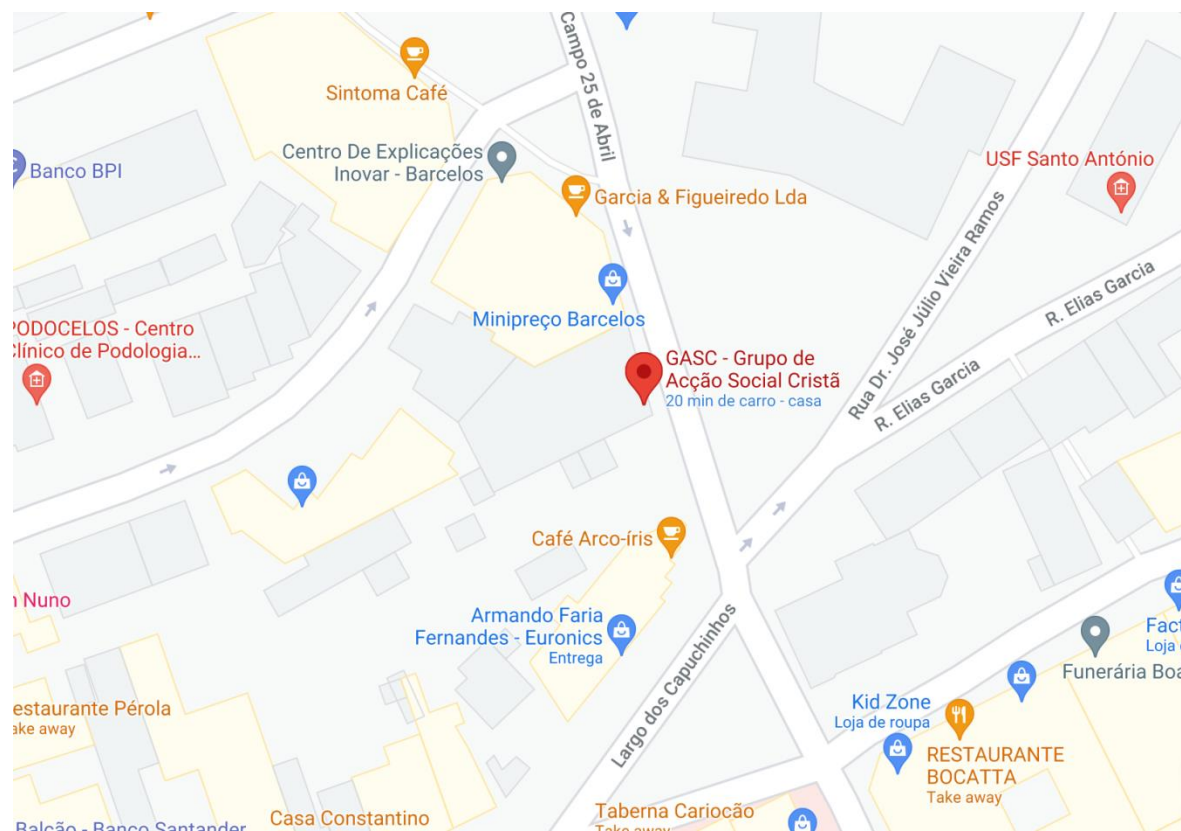 Sintoma Café
Campo 25 de Abril
Centro De Explicações
Inovar - Barcelos
Banco BPI
USF Santo António
Garcia & Figueiredo Lda
Rua Dr. José Júlio Vieira Ramos
R. Elias Garcia
Minipreço Barcelos
PODOCELOS - Centro
Clínico de Podologia...
GASC - Grupo de
Acção Social Cristã
20 min de carro - casa
R. Elias Garcia
Café Arco-íris
Nuno
Armando Faria
Fernandes - Euronics
Entrega
Largo dos Capuchinhos
Fact
Loja
Funerária Boa
Kid Zone
Loja de roupa
estaurante Pérola
ake away
RESTAURANTE
BOCATTA
Take away
Casa Constantino
Taberna Cariocão
Take away
Balcão - Banco Santander